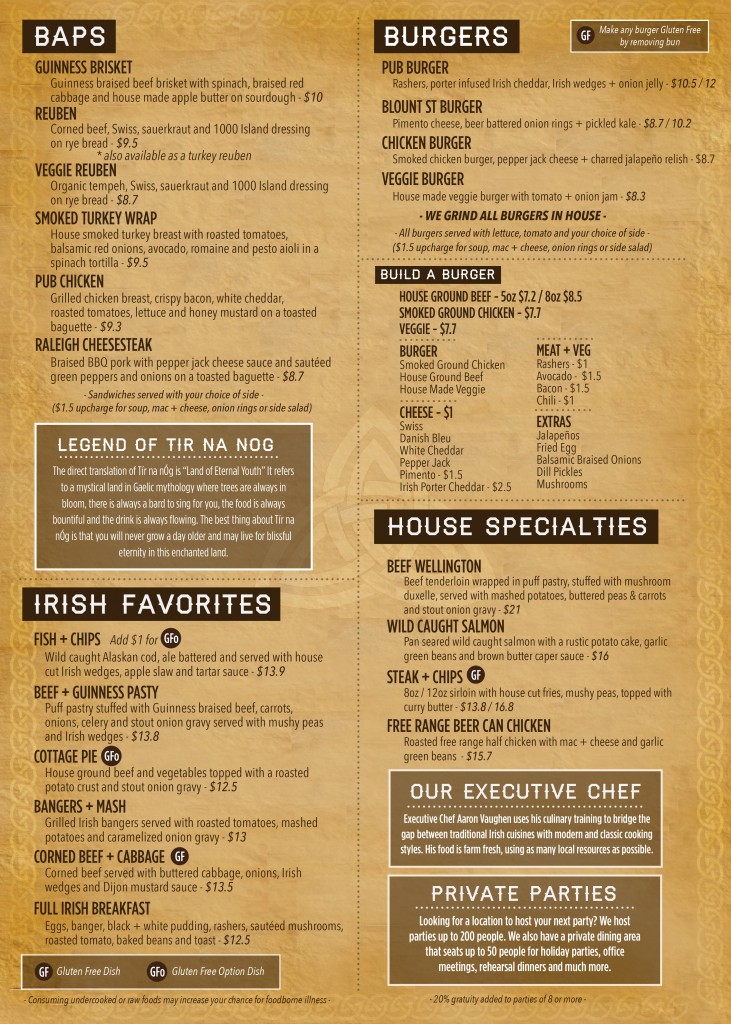 BAPS
GUINNESS BRISKET
Guinness braised beef brisket with spinach, braised red
cabbage and house made apple butter on sourdough - $10
REUBEN
Corned beef, Swiss, sauerkraut and 1000 Island dressing
on rye bread - $9.5
* also available as a turkey reuben
VEGGIE REUBEN
Organic tempeh, Swiss, sauerkraut and 1000 Island dressing
on rye bread - $8.7
SMOKED TURKEY WRAP
House smoked turkey breast with roasted tomatoes,
balsamic red onions, avocado, romaine and pesto aioli in a
spinach tortilla - $9.5
PUB CHICKEN
Grilled chicken breast, crispy bacon, white cheddar,
roasted tomatoes, lettuce and honey mustard on a toasted
baguette - $9.3
RALEIGH CHEESESTEAK
Braised BBQ pork with pepper jack cheese sauce and sautéed
green peppers and onions on a toasted baguette - $8.7
- Sandwiches served with your choice of side -
($1.5 upcharge for soup, mac + cheese, onion rings or side salad)
LEGEND OF TIR NA NOG
The direct translation of Tír na nÓg is “Land of Eternal Youth” It refers
to a mystical land in Gaelic mythology where trees are always in
bloom, there is always a bard to sing for you, the food is always
bountiful and the drink is always flowing. The best thing about Tír na
nÓg is that you will never grow a day older and may live for blissful
eternity in this enchanted land.
IRISH FAVORITES
FISH + CHIPS Add $1 for GFo
Wild caught Alaskan cod, ale battered and served with house
cut Irish wedges, apple slaw and tartar sauce - $13.9
BEEF + GUINNESS PASTY
Puff pastry stuffed with Guinness braised beef, carrots,
onions, celery and stout onion gravy served with mushy peas
and Irish wedges - $13.8
COTTAGE PIE GFo
House ground beef and vegetables topped with a roasted
potato crust and stout onion gravy - $12.5
BANGERS + MASH
Grilled Irish bangers served with roasted tomatoes, mashed
potatoes and caramelized onion gravy - $13
CORNED BEEF + CABBAGE GF
Corned beef served with buttered cabbage, onions, Irish
wedges and Dijon mustard sauce - $13.5
FULL IRISH BREAKFAST
Eggs, banger, black + white pudding, rashers, sautéed mushrooms,
roasted tomato, baked beans and toast - $12.5
GF Gluten Free Dish GFo Gluten Free Option Dish
- Consuming undercooked or raw foods may increase your chance for foodborne illness -
BURGERS
GF Make any burger Gluten Free
by removing bun
PUB BURGER
Rashers, porter infused Irish cheddar, Irish wedges + onion jelly - $10.5 / 12
BLOUNT ST BURGER
Pimento cheese, beer battered onion rings + pickled kale - $8.7 / 10.2
CHICKEN BURGER
Smoked chicken burger, pepper jack cheese + charred jalapeño relish - $8.7
VEGGIE BURGER
House made veggie burger with tomato + onion jam - $8.3
- WE GRIND ALL BURGERS IN HOUSE -
- All burgers served with lettuce, tomato and your choice of side -
($1.5 upcharge for soup, mac + cheese, onion rings or side salad)
BUILD A BURGER
HOUSE GROUND BEEF - 5oz $7.2 / 8oz $8.5
SMOKED GROUND CHICKEN - $7.7
VEGGIE - $7.7
BURGER
Smoked Ground Chicken
House Ground Beef
House Made Veggie
CHEESE - $1
Swiss
Danish Bleu
White Cheddar
Pepper Jack
Pimento - $1.5
Irish Porter Cheddar - $2.5
MEAT + VEG
Rashers - $1
Avocado - $1.5
Bacon - $1.5
Chili - $1
EXTRAS
Jalapeños
Fried Egg
Balsamic Braised Onions
Dill Pickles
Mushrooms
HOUSE SPECIALTIES
BEEF WELLINGTON
Beef tenderloin wrapped in puff pastry, stuffed with mushroom
duxelle, served with mashed potatoes, buttered peas & carrots
and stout onion gravy - $21
WILD CAUGHT SALMON
Pan seared wild caught salmon with a rustic potato cake, garlic
green beans and brown butter caper sauce - $16
STEAK + CHIPS GF
8oz / 12oz sirloin with house cut fries, mushy peas, topped with
curry butter - $13.8 / 16.8
FREE RANGE BEER CAN CHICKEN
Roasted free range half chicken with mac + cheese and garlic
green beans - $15.7
OUR EXECUTIVE CHEF
Executive Chef Aaron Vaughen uses his culinary training to bridge the
gap between traditional Irish cuisines with modern and classic cooking
styles. His food is farm fresh, using as many local resources as possible.
PRIVATE PARTIES
Looking for a location to host your next party? We host
parties up to 200 people. We also have a private dining area
that seats up to 50 people for holiday parties, office
meetings, rehearsal dinners and much more.
- 20% gratuity added to parties of 8 or more -